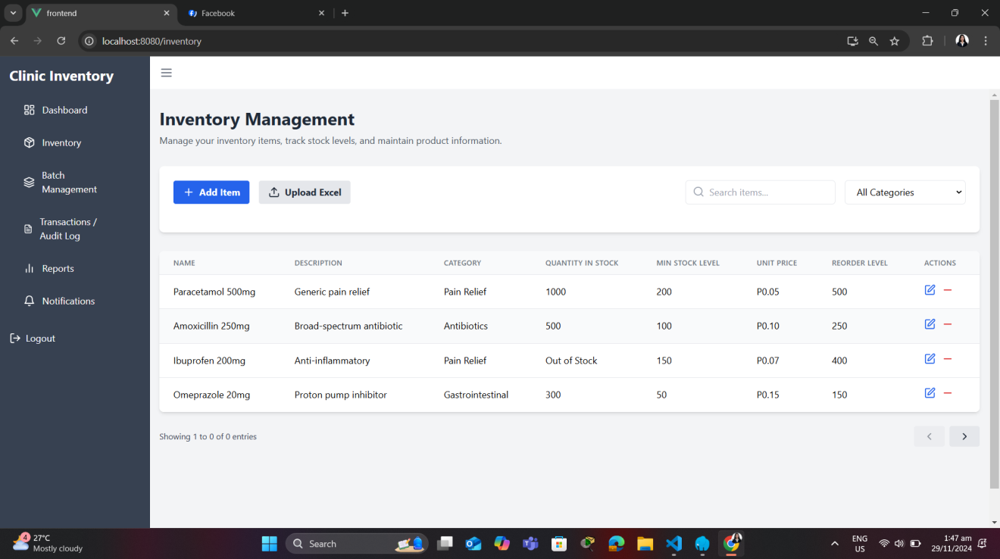 frontend
Facebook
localhost:8080/inventory
Clinic Inventory
Dashboard
Inventory
Batch
Management
Transactions /
Audit Log
Reports
Notifications
Logout
Inventory Management
Manage your inventory items, track stock levels, and maintain product information.
Add Item
Upload Excel
Search items...
All Categories
NAME DESCRIPTION CATEGORY QUANTITY IN STOCK MIN STOCK LEVEL UNIT PRICE REORDER LEVEL ACTIONS
Paracetamol 500mg Generic pain relief Pain Relief 1000 200 P0.05 500
Amoxicillin 250mg Broad-spectrum antibiotic Antibiotics 500 100 P0.10 250
Ibuprofen 200mg Anti-inflammatory Pain Relief Out of Stock 150 P0.07 400
Omeprazole 20mg Proton pump inhibitor Gastrointestinal 300 50 P0.15 150
Showing 1 to 0 of 0 entries
4
27°C
Mostly cloudy
Search
ENG
US
1:47 am
29/11/2024